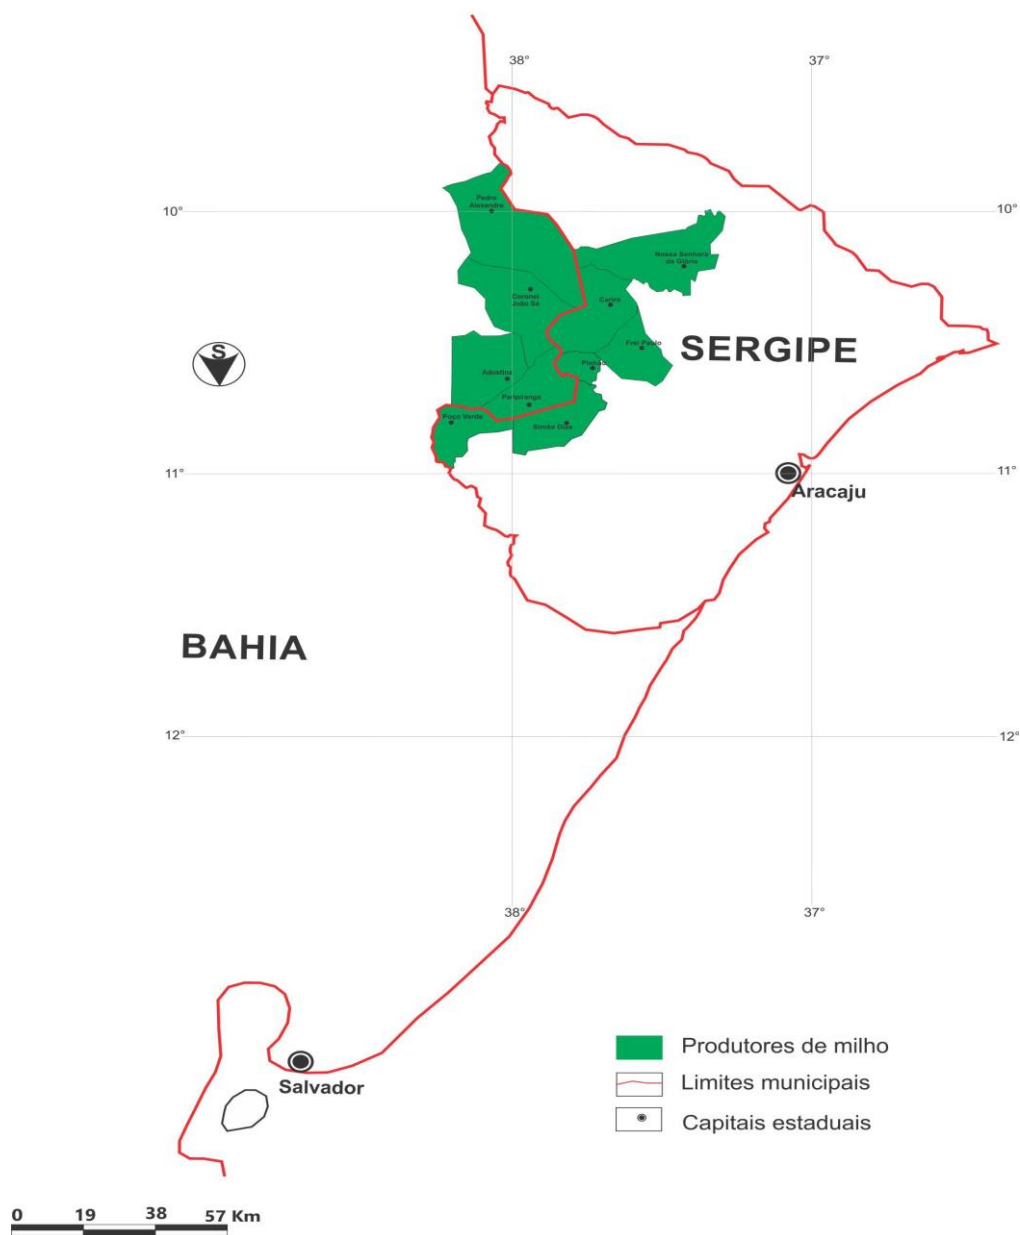 38°
37°
10°
10°
Pedro
Alexandre
Nossa Senhora
da Glória
Coronel
João Sá
Carira
SERGIPE
Frei Paulo
S
Pinhão
Adustina
Paripiranga
Poço Verde
Simão Dias
11°
11°
Aracaju
BAHIA
12°
12°
38°
37°
Produtores de milho
Salvador
Limites municipais
Capitais estaduais
0 19 38 57 Km